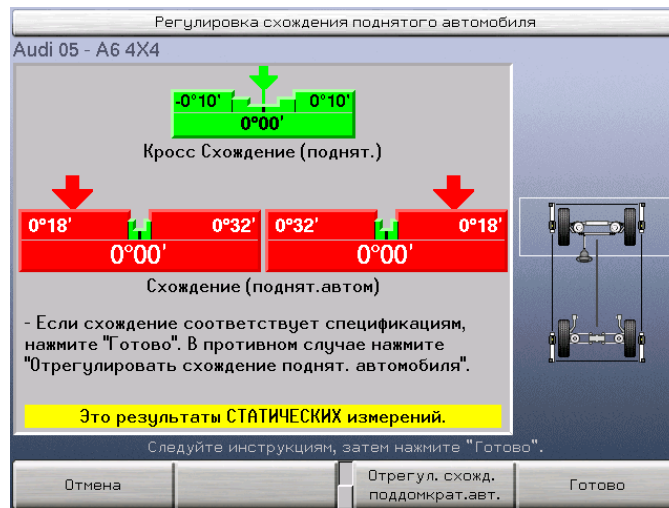 Регулировка схождения поднятого автомобиля
Audi 05 - A6 4X4
-0°10' 0°10'
0°00'
Кросс Схождение (поднят.)
0°18' 0°32' 0°32' 0°18'
0°00' 0°00'
Схождение (поднят.автом)
- Если схождение соответствует спецификациям,
нажмите "Готово". В противном случае нажмите
"Отрегулировать схождение поднят. автомобиля".
Это результаты СТАТИЧЕСКИХ измерений.
Следуйте инструкциям, затем нажмите "Готово".
Отмена
Отрегул. схожд.
поддомкрат.авт.
Готово